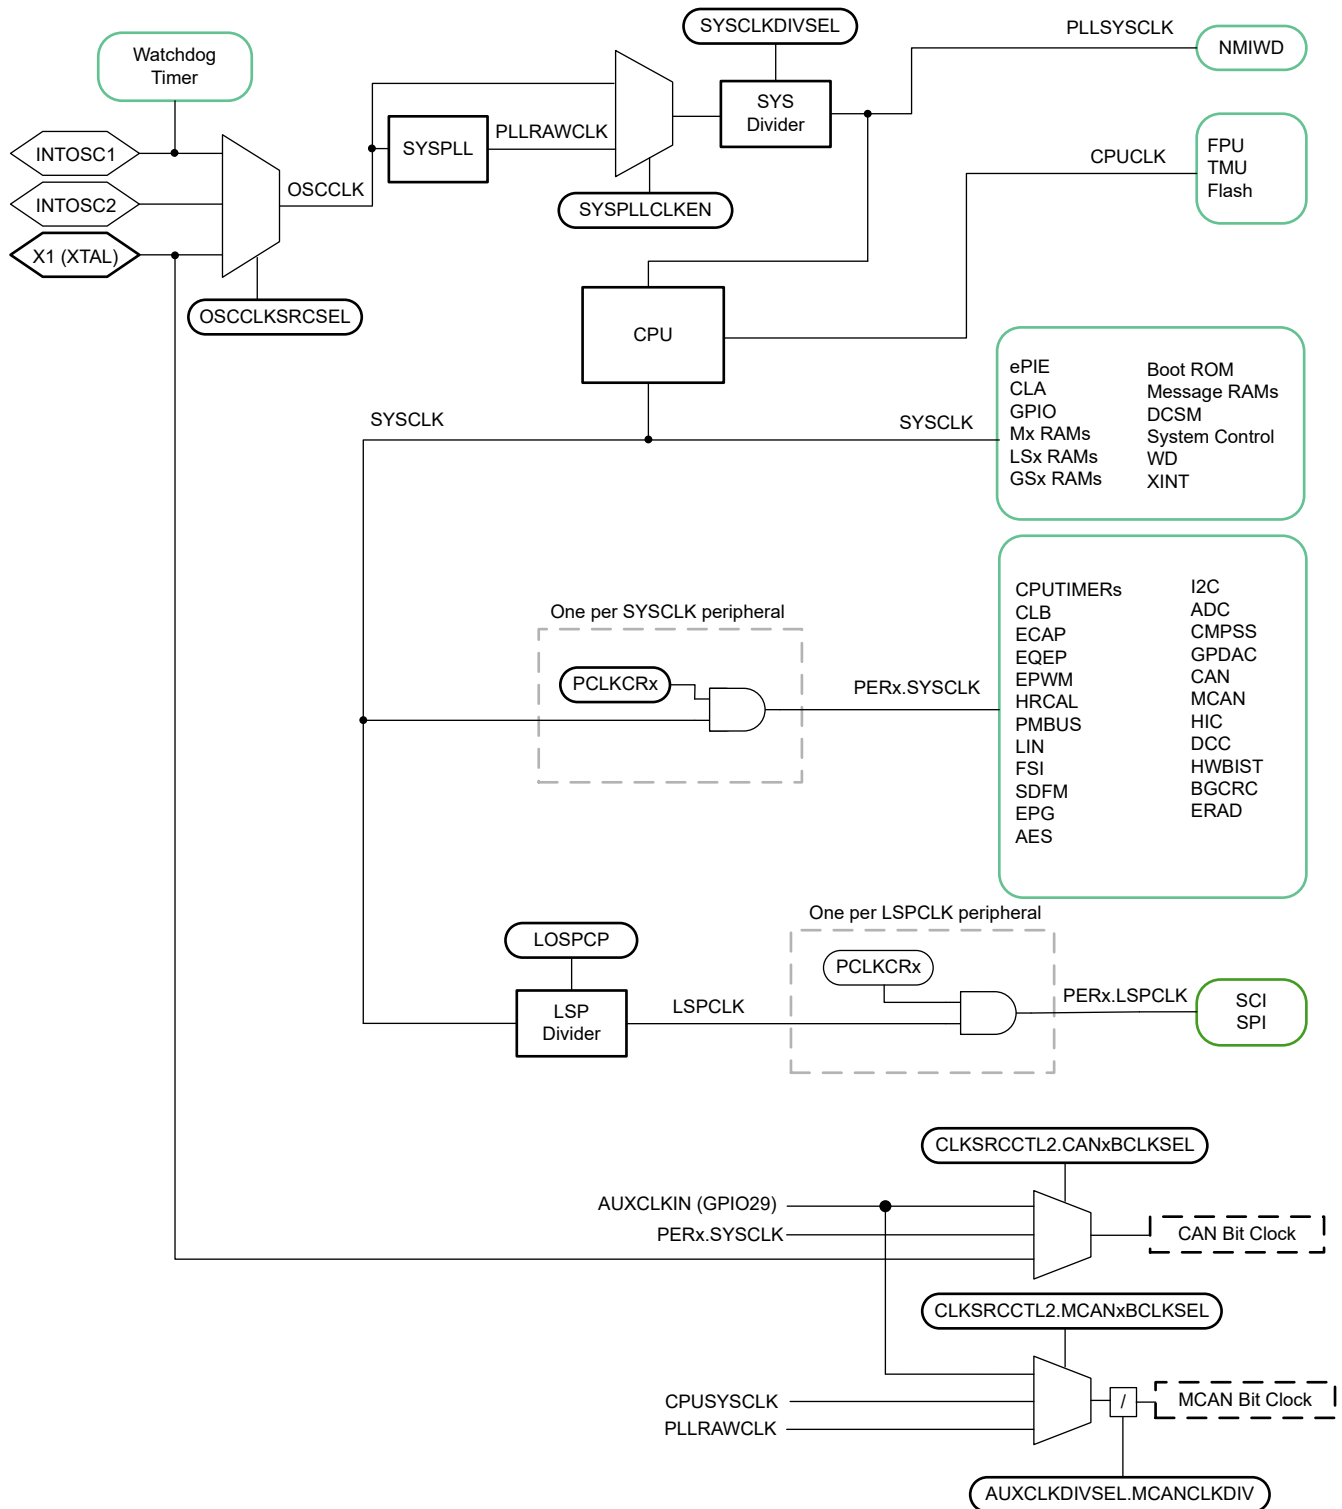 SYSCLKDIVSEL
PLLSYSCLK
NMIWD
Watchdog
Timer
SYS
Divider
INTOSC1
SYSPLL
PLLRAWCLK
CPUCLK
FPU
TMU
Flash
INTOSC2
OSCCLK
SYSPLLCLKEN
X1 (XTAL)
OSCCLKSRCSEL
CPU
ePIE
CLA
GPIO
Mx RAMs
LSx RAMs
GSx RAMs
Boot ROM
Message RAMs
DCSM
System Control
WD
XINT
SYSCLK
SYSCLK
One per SYSCLK peripheral
PCLKCRx
PERx.SYSCLK
CPUTIMERs
CLB
ECAP
EQEP
EPWM
HRCAL
PMBUS
LIN
FSI
SDFM
EPG
AES
I2C
ADC
CMPSS
GPDAC
CAN
MCAN
HIC
DCC
HWBIST
BGCRC
ERAD
One per LSPCLK peripheral
LOSPCP
PCLKCRx
LSP
Divider
LSPCLK
PERx.LSPCLK
SCI
SPI
CLKSRCCTL2.CANxBCLKSEL
AUXCLKIN (GPIO29)
PERx.SYSCLK
CAN Bit Clock
CLKSRCCTL2.MCANxBCLKSEL
CPUSYSCLK
PLLRAWCLK
/
MCAN Bit Clock
AUXCLKDIVSEL.MCANCLKDIV